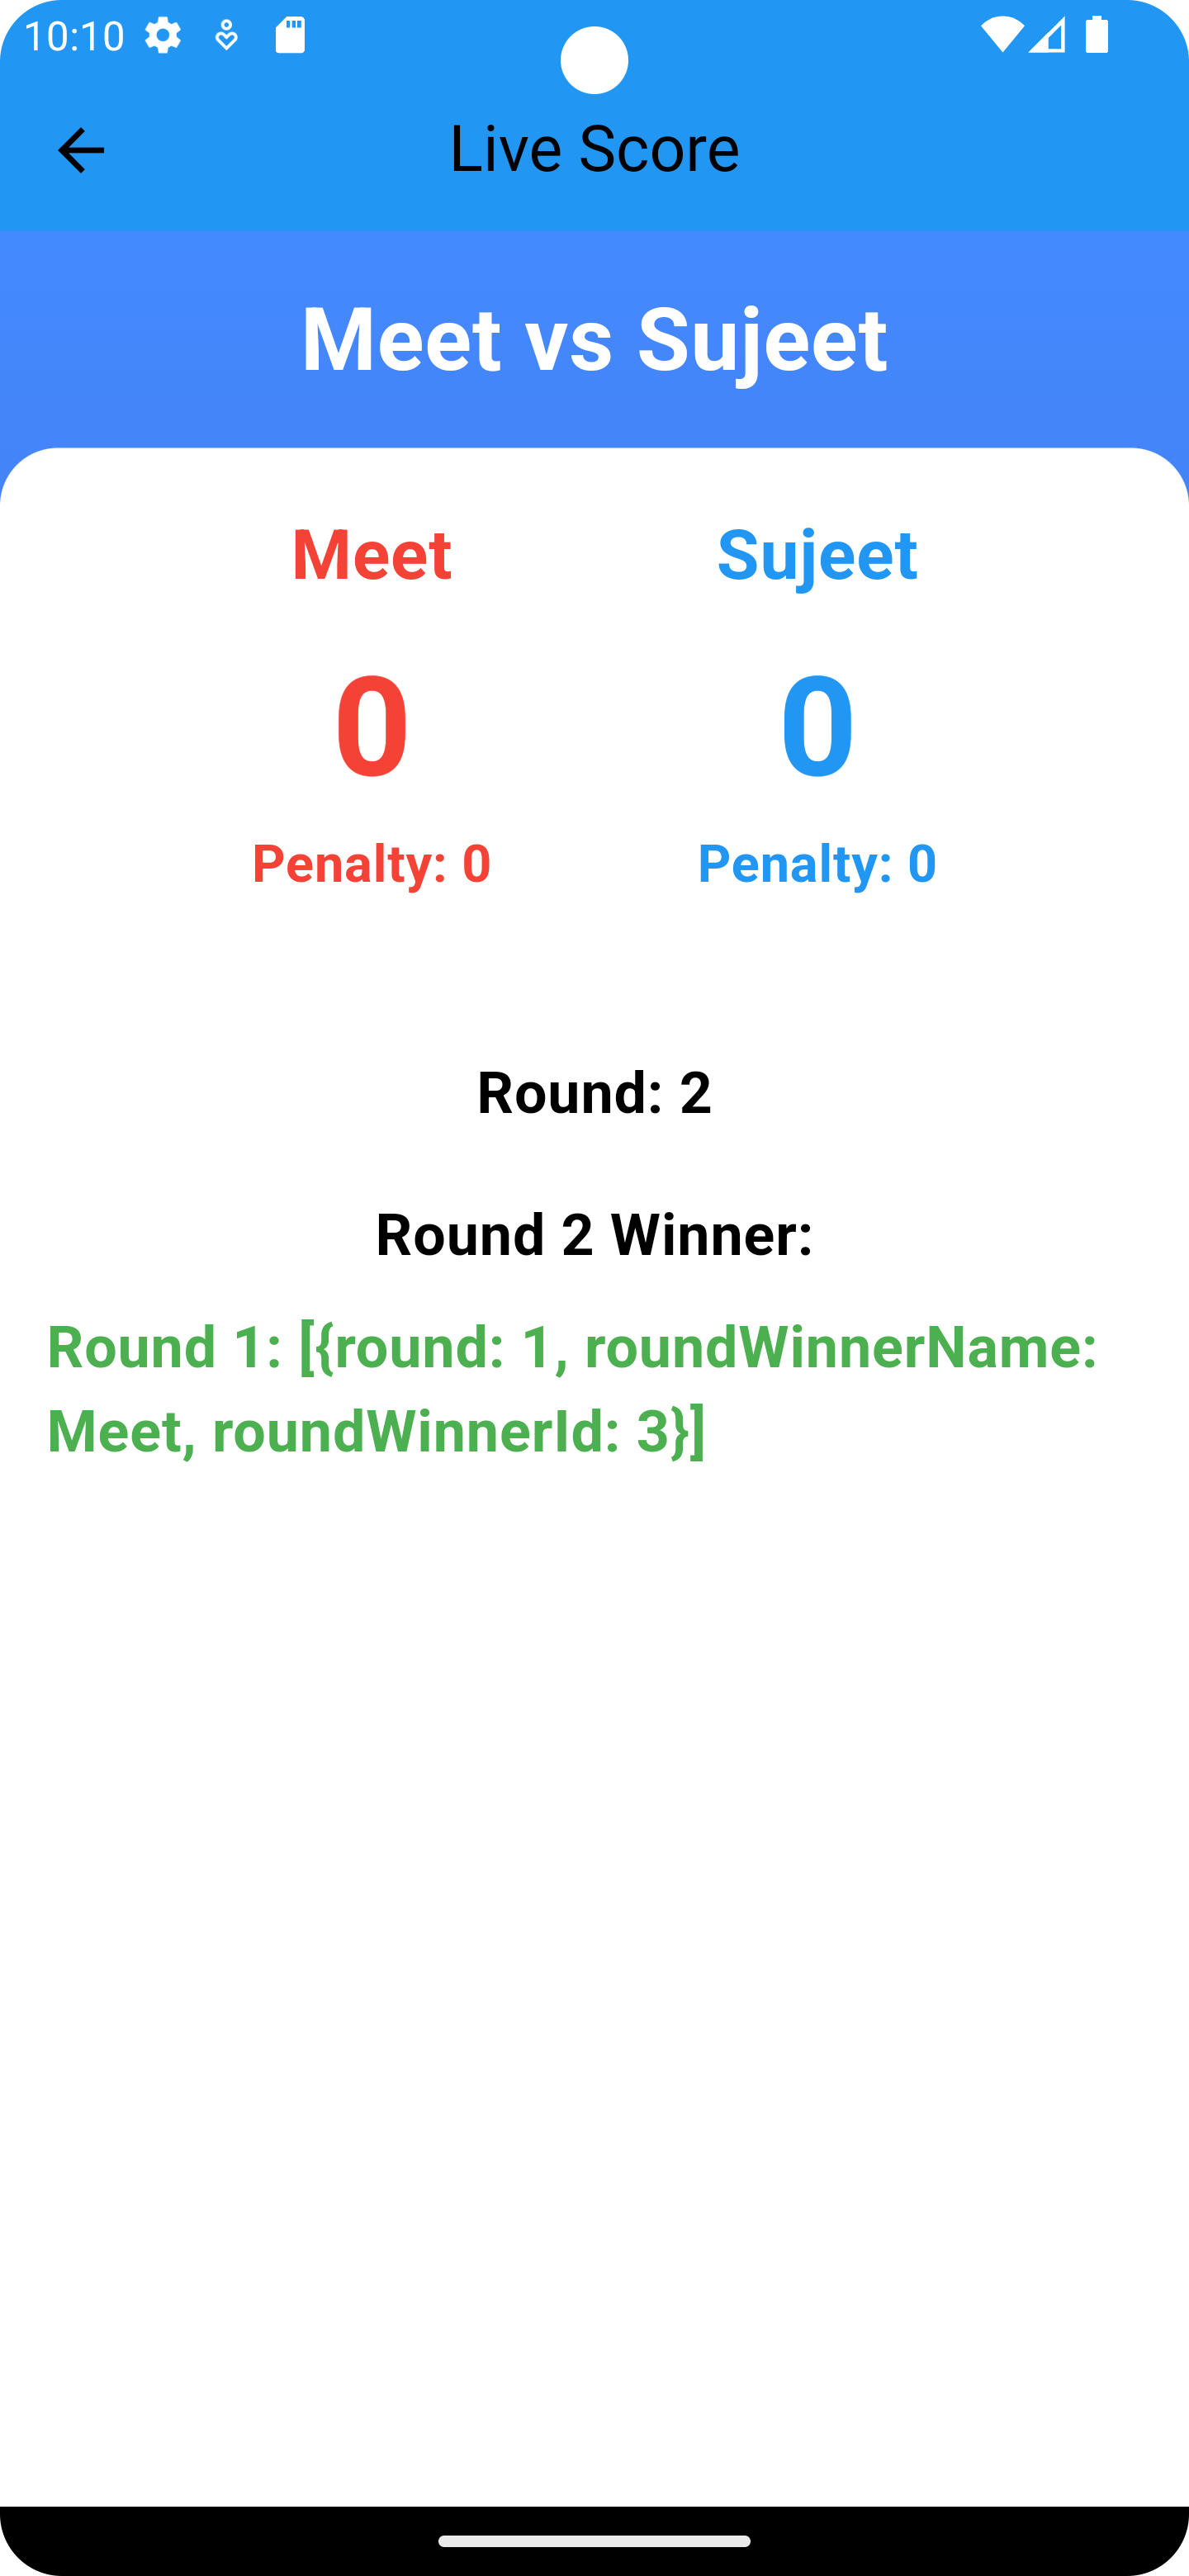 10:10
Live Score
Meet vs Sujeet
Meet Sujeet
0 0
Penalty: 0 Penalty: 0
Round: 2
Round 2 Winner:
Round 1: [{round: 1, roundWinnerName:
Meet, roundWinnerId: 3}]